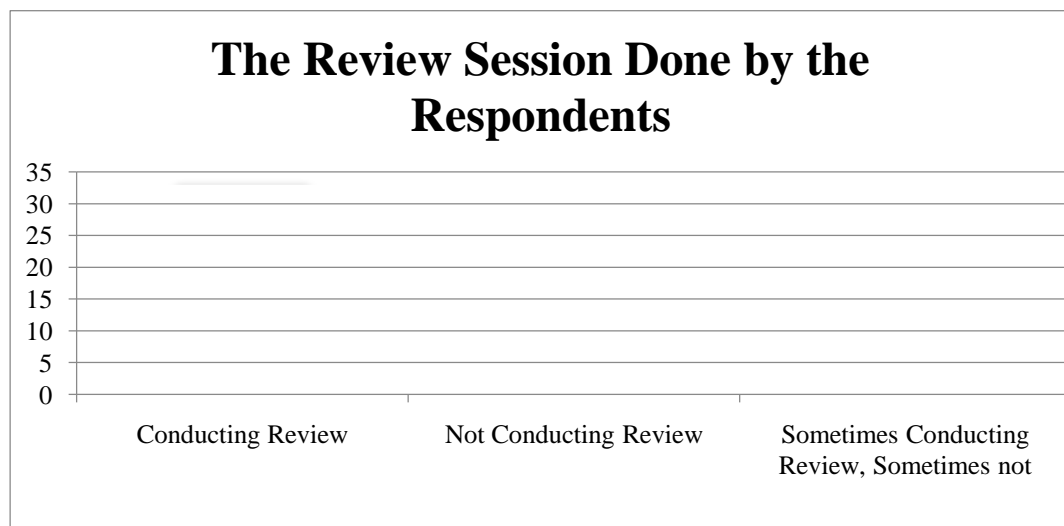 The Review Session Done by the
Respondents
35
30
25
20
15
10
5
0
Conducting Review
Not Conducting Review
Sometimes Conducting
Review, Sometimes not